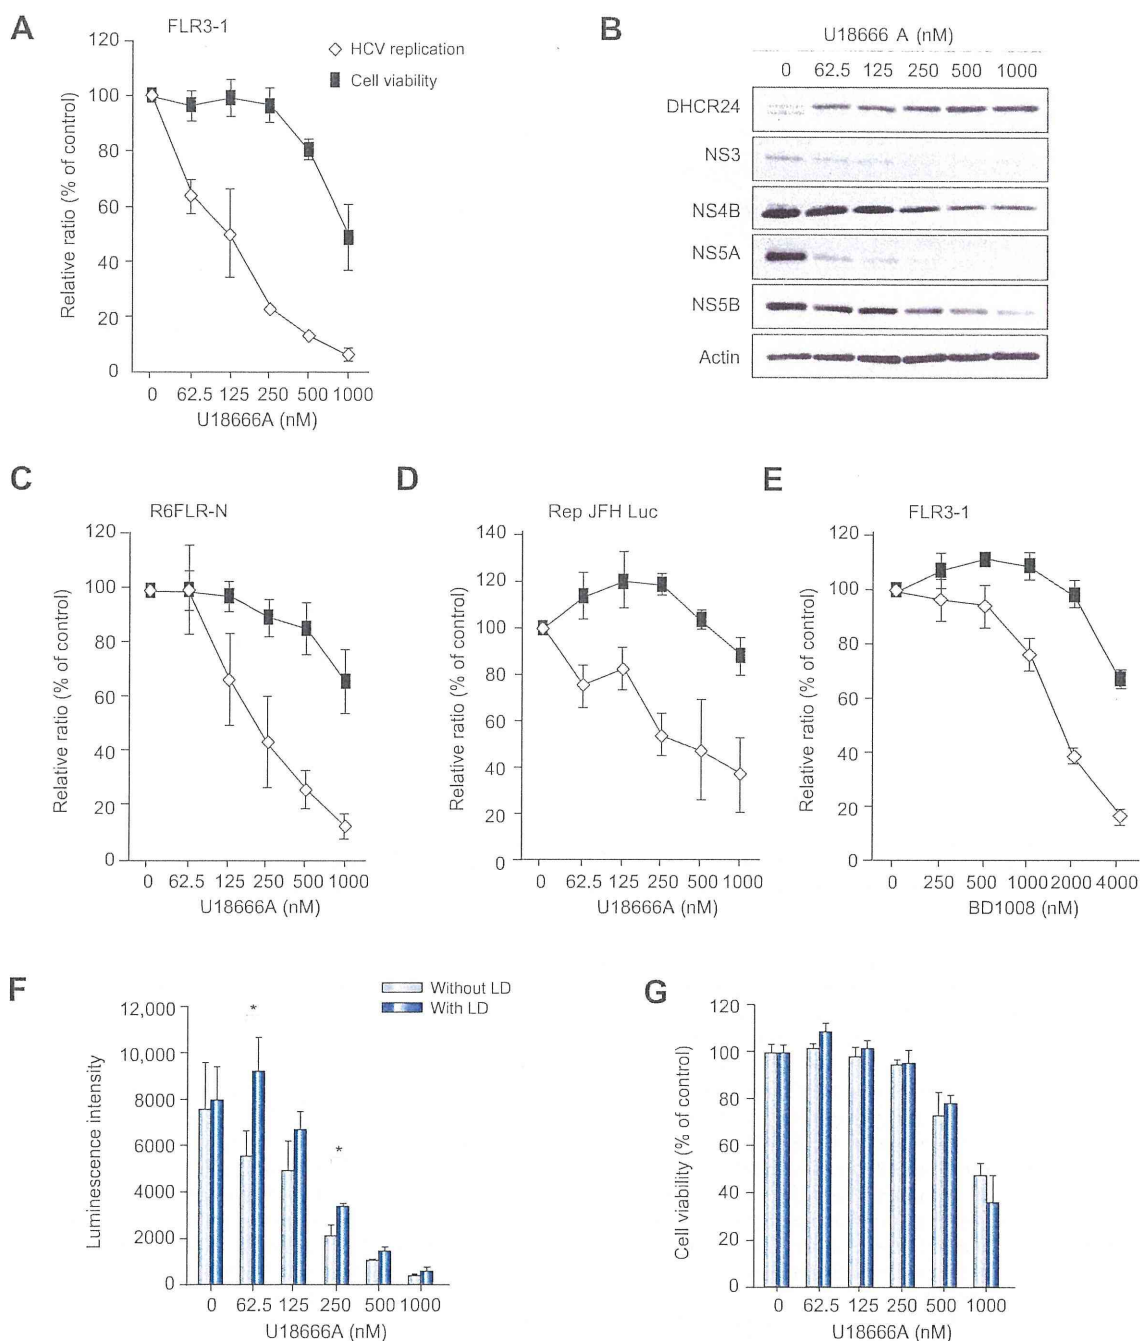 A
FLR3-1
HCV replication
Cell viability
Relative ratio (% of control)
120
100
80
60
40
20
0
0 62.5 125 250 500 1000
U18666A (nM)
B
U18666 A (nM)
0 62.5 125 250 500 1000
DHCR24
NS3
NS4B
NS5A
NS5B
Actin
C
R6FLR-N
Relative ratio (% of control)
120
100
80
60
40
20
0
0 62.5 125 250 500 1000
U18666A (nM)
D
Rep JFH Luc
Relative ratio (% of control)
140
120
100
80
60
40
20
0
0 62.5 125 250 500 1000
U18666A (nM)
E
FLR3-1
Relative ratio (% of control)
120
100
80
60
40
20
0
0 250 500 1000 2000 4000
BD1008 (nM)
F
Without LD
With LD
Luminescence intensity
12,000
10,000
8000
6000
4000
2000
0
*
*
0 62.5 125 250 500 1000
U18666A (nM)
G
Cell viability (% of control)
120
100
80
60
40
20
0
0 62.5 125 250 500 1000
U18666A (nM)